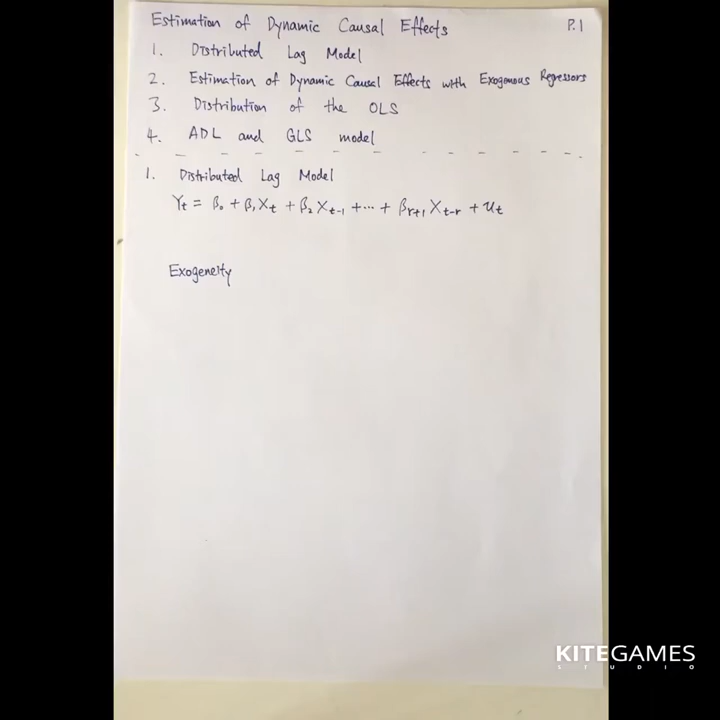 Estimation of Dynamic Causal Effects P.1
1. Distributed Lag Model
2. Estimation of Dynamic Causal Effects with Exogenous Regressors
3. Distribution of the OLS
4. ADL and GLS model
1. Distributed Lag Model
Yt = β0 + β1Xt + β2Xt-1 + ... + βr+1Xt-r + ut
Exogeneity
KITEGAMES
STUDIO